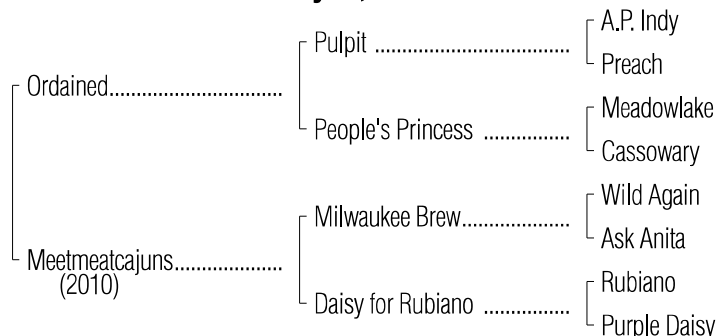 A.P. Indy
Pulpit ........................................
Preach
Ordained...................................
Meadowlake
People's Princess ..................
Cassowary
Wild Again
Milwaukee Brew......................
Ask Anita
Meetmeatcajuns......................
(2010)
Rubiano
Daisy for Rubiano ..................
Purple Daisy